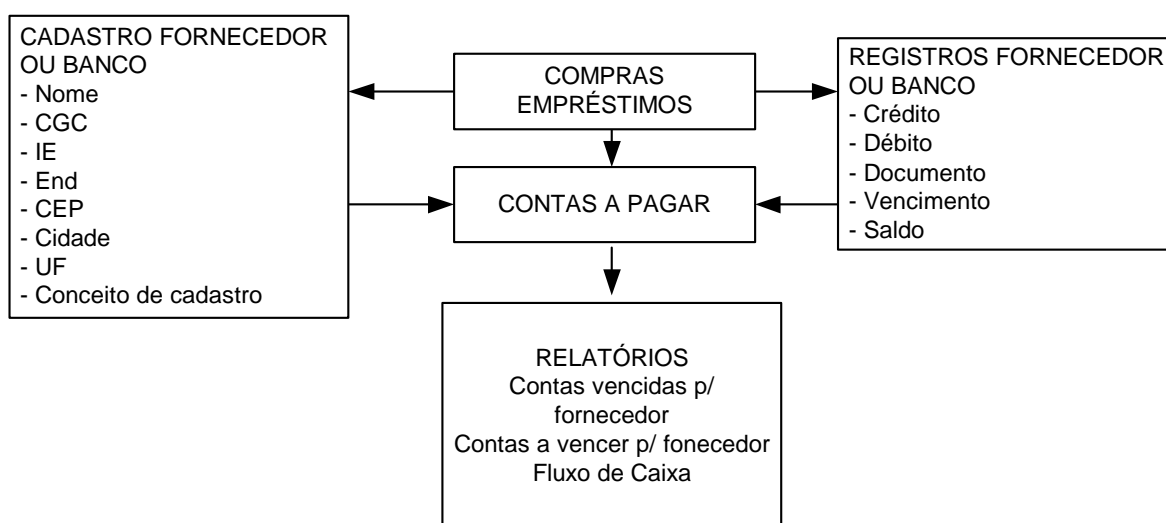 CADASTRO FORNECEDOR
OU BANCO
- Nome
- CGC
- IE
- End
- CEP
- Cidade
- UF
- Conceito de cadastro
COMPRAS
EMPRÉSTIMOS
REGISTROS FORNECEDOR
OU BANCO
- Crédito
- Débito
- Documento
- Vencimento
- Saldo
CONTAS A PAGAR
RELATÓRIOS
Contas vencidas p/
fornecedor
Contas a vencer p/ fonecedor
Fluxo de Caixa